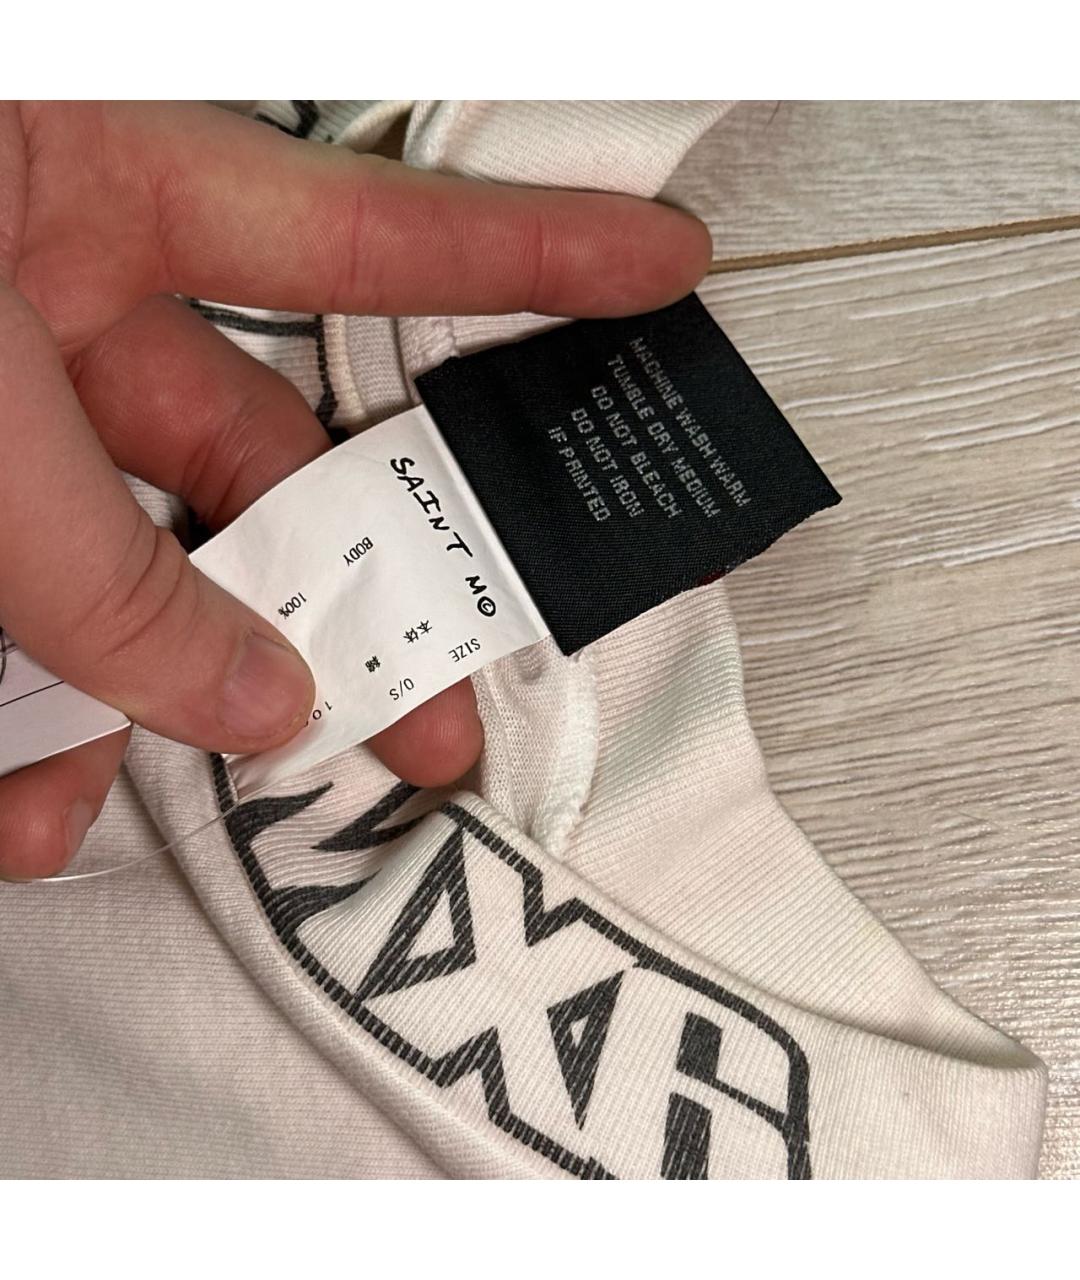 MACHINE WASH WARM
TUMBLE DRY MEDIUM
DO NOT BLEACH
DO NOT IRON
IF PRINTED
SAINT M©
SIZE O/S
本体 綿
BODY 100%